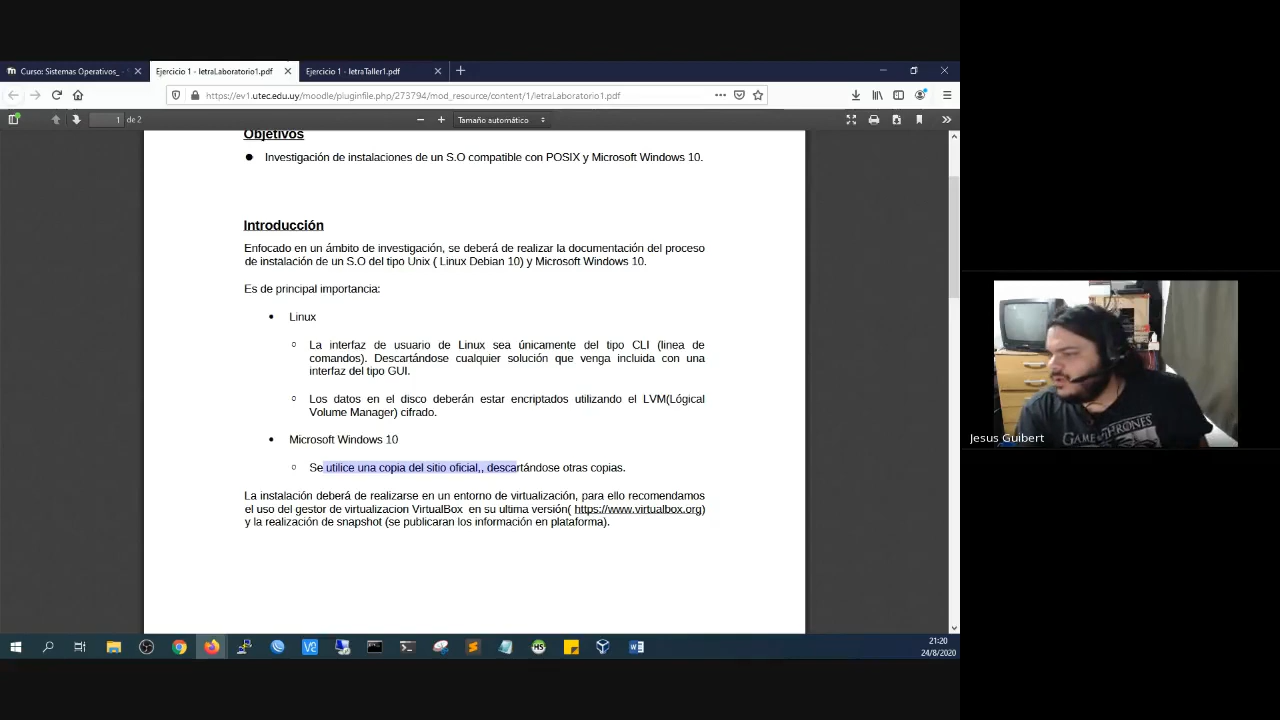 Curso: Sistemas Operativos_ - S
Ejercicio 1 - letraLaboratorio1.pdf
Ejercicio 1 - letraTaller1.pdf
https://ev1.utec.edu.uy/moodle/pluginfile.php/273794/mod_resource/content/1/letraLaboratorio1.pdf
1 de 2
Tamaño automático
Objetivos
Investigación de instalaciones de un S.O compatible con POSIX y Microsoft Windows 10.
Introducción
Enfocado en un ámbito de investigación, se deberá de realizar la documentación del proceso
de instalación de un S.O del tipo Unix ( Linux Debian 10) y Microsoft Windows 10.
Es de principal importancia:
Linux
La interfaz de usuario de Linux sea únicamente del tipo CLI (linea de
comandos). Descartándose cualquier solución que venga incluida con una
interfaz del tipo GUI.
Los datos en el disco deberán estar encriptados utilizando el LVM(Lógical
Volume Manager) cifrado.
Microsoft Windows 10
Se utilice una copia del sitio oficial,, descartándose otras copias.
La instalación deberá de realizarse en un entorno de virtualización, para ello recomendamos
el uso del gestor de virtualizacion VirtualBox en su ultima versión( https://www.virtualbox.org)
y la realización de snapshot (se publicaran los información en plataforma).
GAME OF THRONES
Jesus Guibert
21:20
24/8/2020